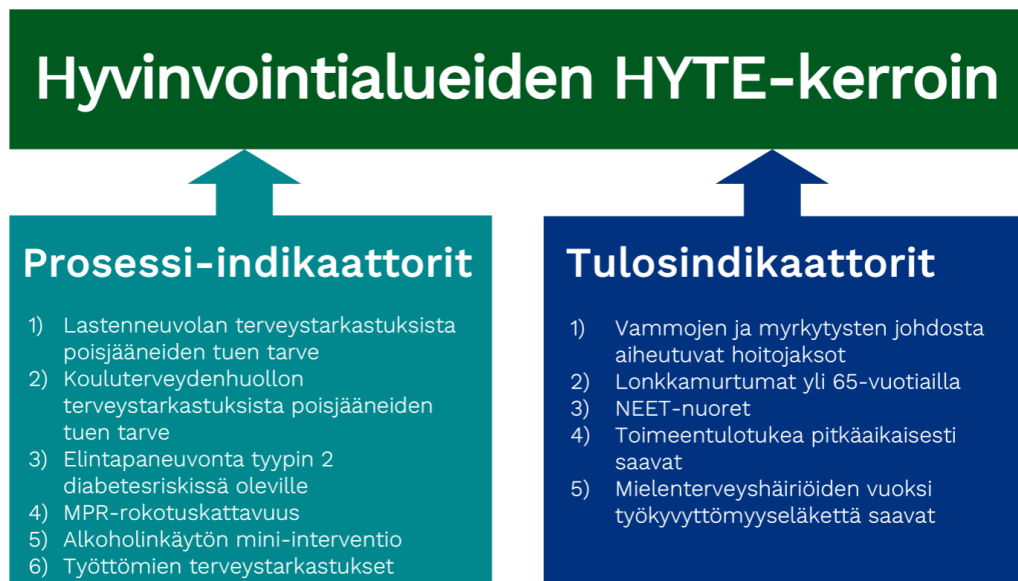 Hyvinvointialueiden HYTE-kerroin
Prosessi-indikaattorit
1) Lastenneuvolan terveystarkastuksista
poisjääneiden tuen tarve
2) Kouluterveydenhuollon
terveystarkastuksista poisjääneiden
tuen tarve
3) Elintapaneuvonta tyypin 2
diabetesriskissä oleville
4) MPR-rokotuskattavuus
5) Alkoholinkäytön mini-interventio
6) Työttömien terveystarkastukset
Tulosindikaattorit
1) Vammojen ja myrkytysten johdosta
aiheutuvat hoitojaksot
2) Lonkkamurtumat yli 65-vuotiailla
3) NEET-nuoret
4) Toimeentulotukea pitkäaikaisesti
saavat
5) Mielenterveyshäiriöiden vuoksi
työkyvyttömyyseläkettä saavat